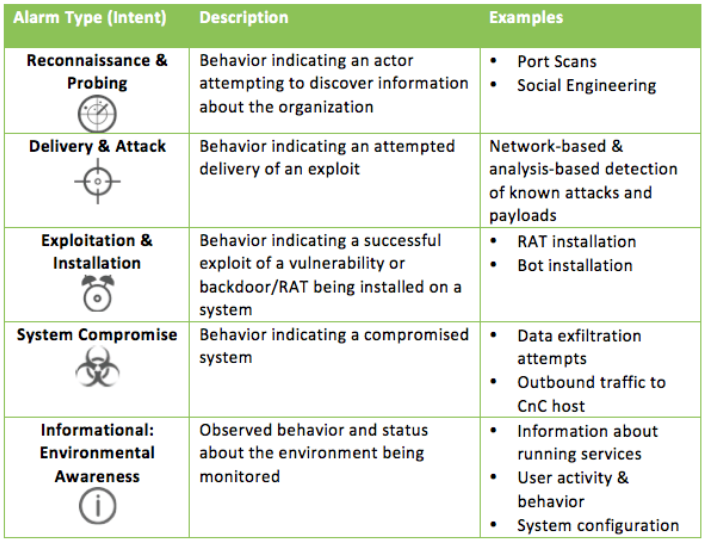 Alarm Type (Intent)
Description
Examples
Reconnaissance &
Probing
Behavior indicating an actor
attempting to discover information
about the organization
• Port Scans
• Social Engineering
Delivery & Attack
Behavior indicating an attempted
delivery of an exploit
Network-based &
analysis-based detection
of known attacks and
payloads
Exploitation &
Installation
Behavior indicating a successful
exploit of a vulnerability or
backdoor/RAT being installed on a
system
• RAT installation
• Bot installation
System Compromise
Behavior indicating a compromised
system
• Data exfiltration
attempts
• Outbound traffic to
CnC host
Informational:
Environmental
Awareness
Observed behavior and status
about the environment being
monitored
• Information about
running services
• User activity &
behavior
• System configuration